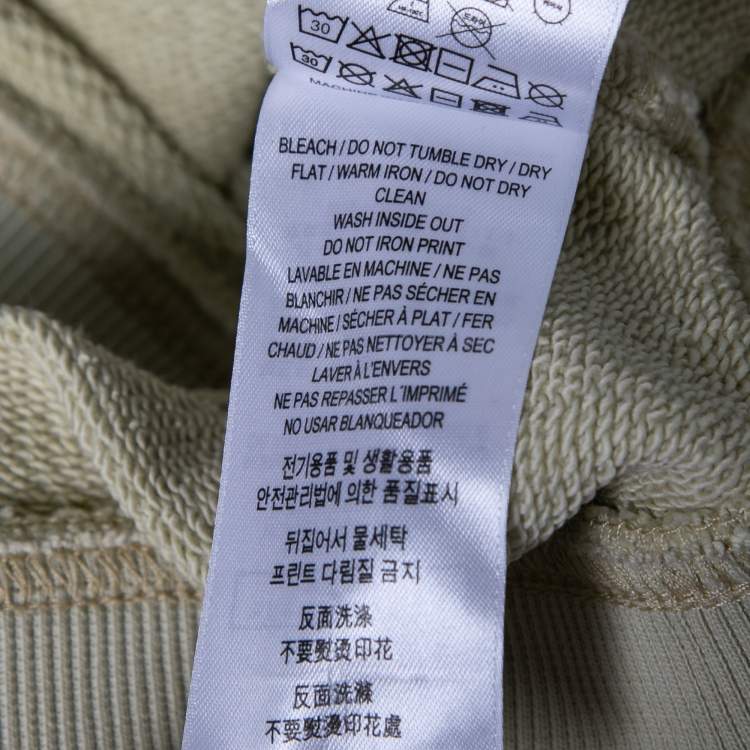 30
30
BLEACH / DO NOT TUMBLE DRY / DRY
FLAT / WARM IRON / DO NOT DRY
CLEAN
WASH INSIDE OUT
DO NOT IRON PRINT
LAVABLE EN MACHINE / NE PAS
BLANCHIR / NE PAS SÉCHER EN
MACHINE / SÉCHER À PLAT / FER
CHAUD / NE PAS NETTOYER À SEC
LAVER À L'ENVERS
NE PAS REPASSER L´IMPRIMÉ
NO USAR BLANQUEADOR
전기용품 및 생활용품
안전관리법에 의한 품질표시
뒤집어서 물세탁
프린트 다림질 금지
反面洗涤
不要熨烫印花
反面洗滌
不要熨燙印花處